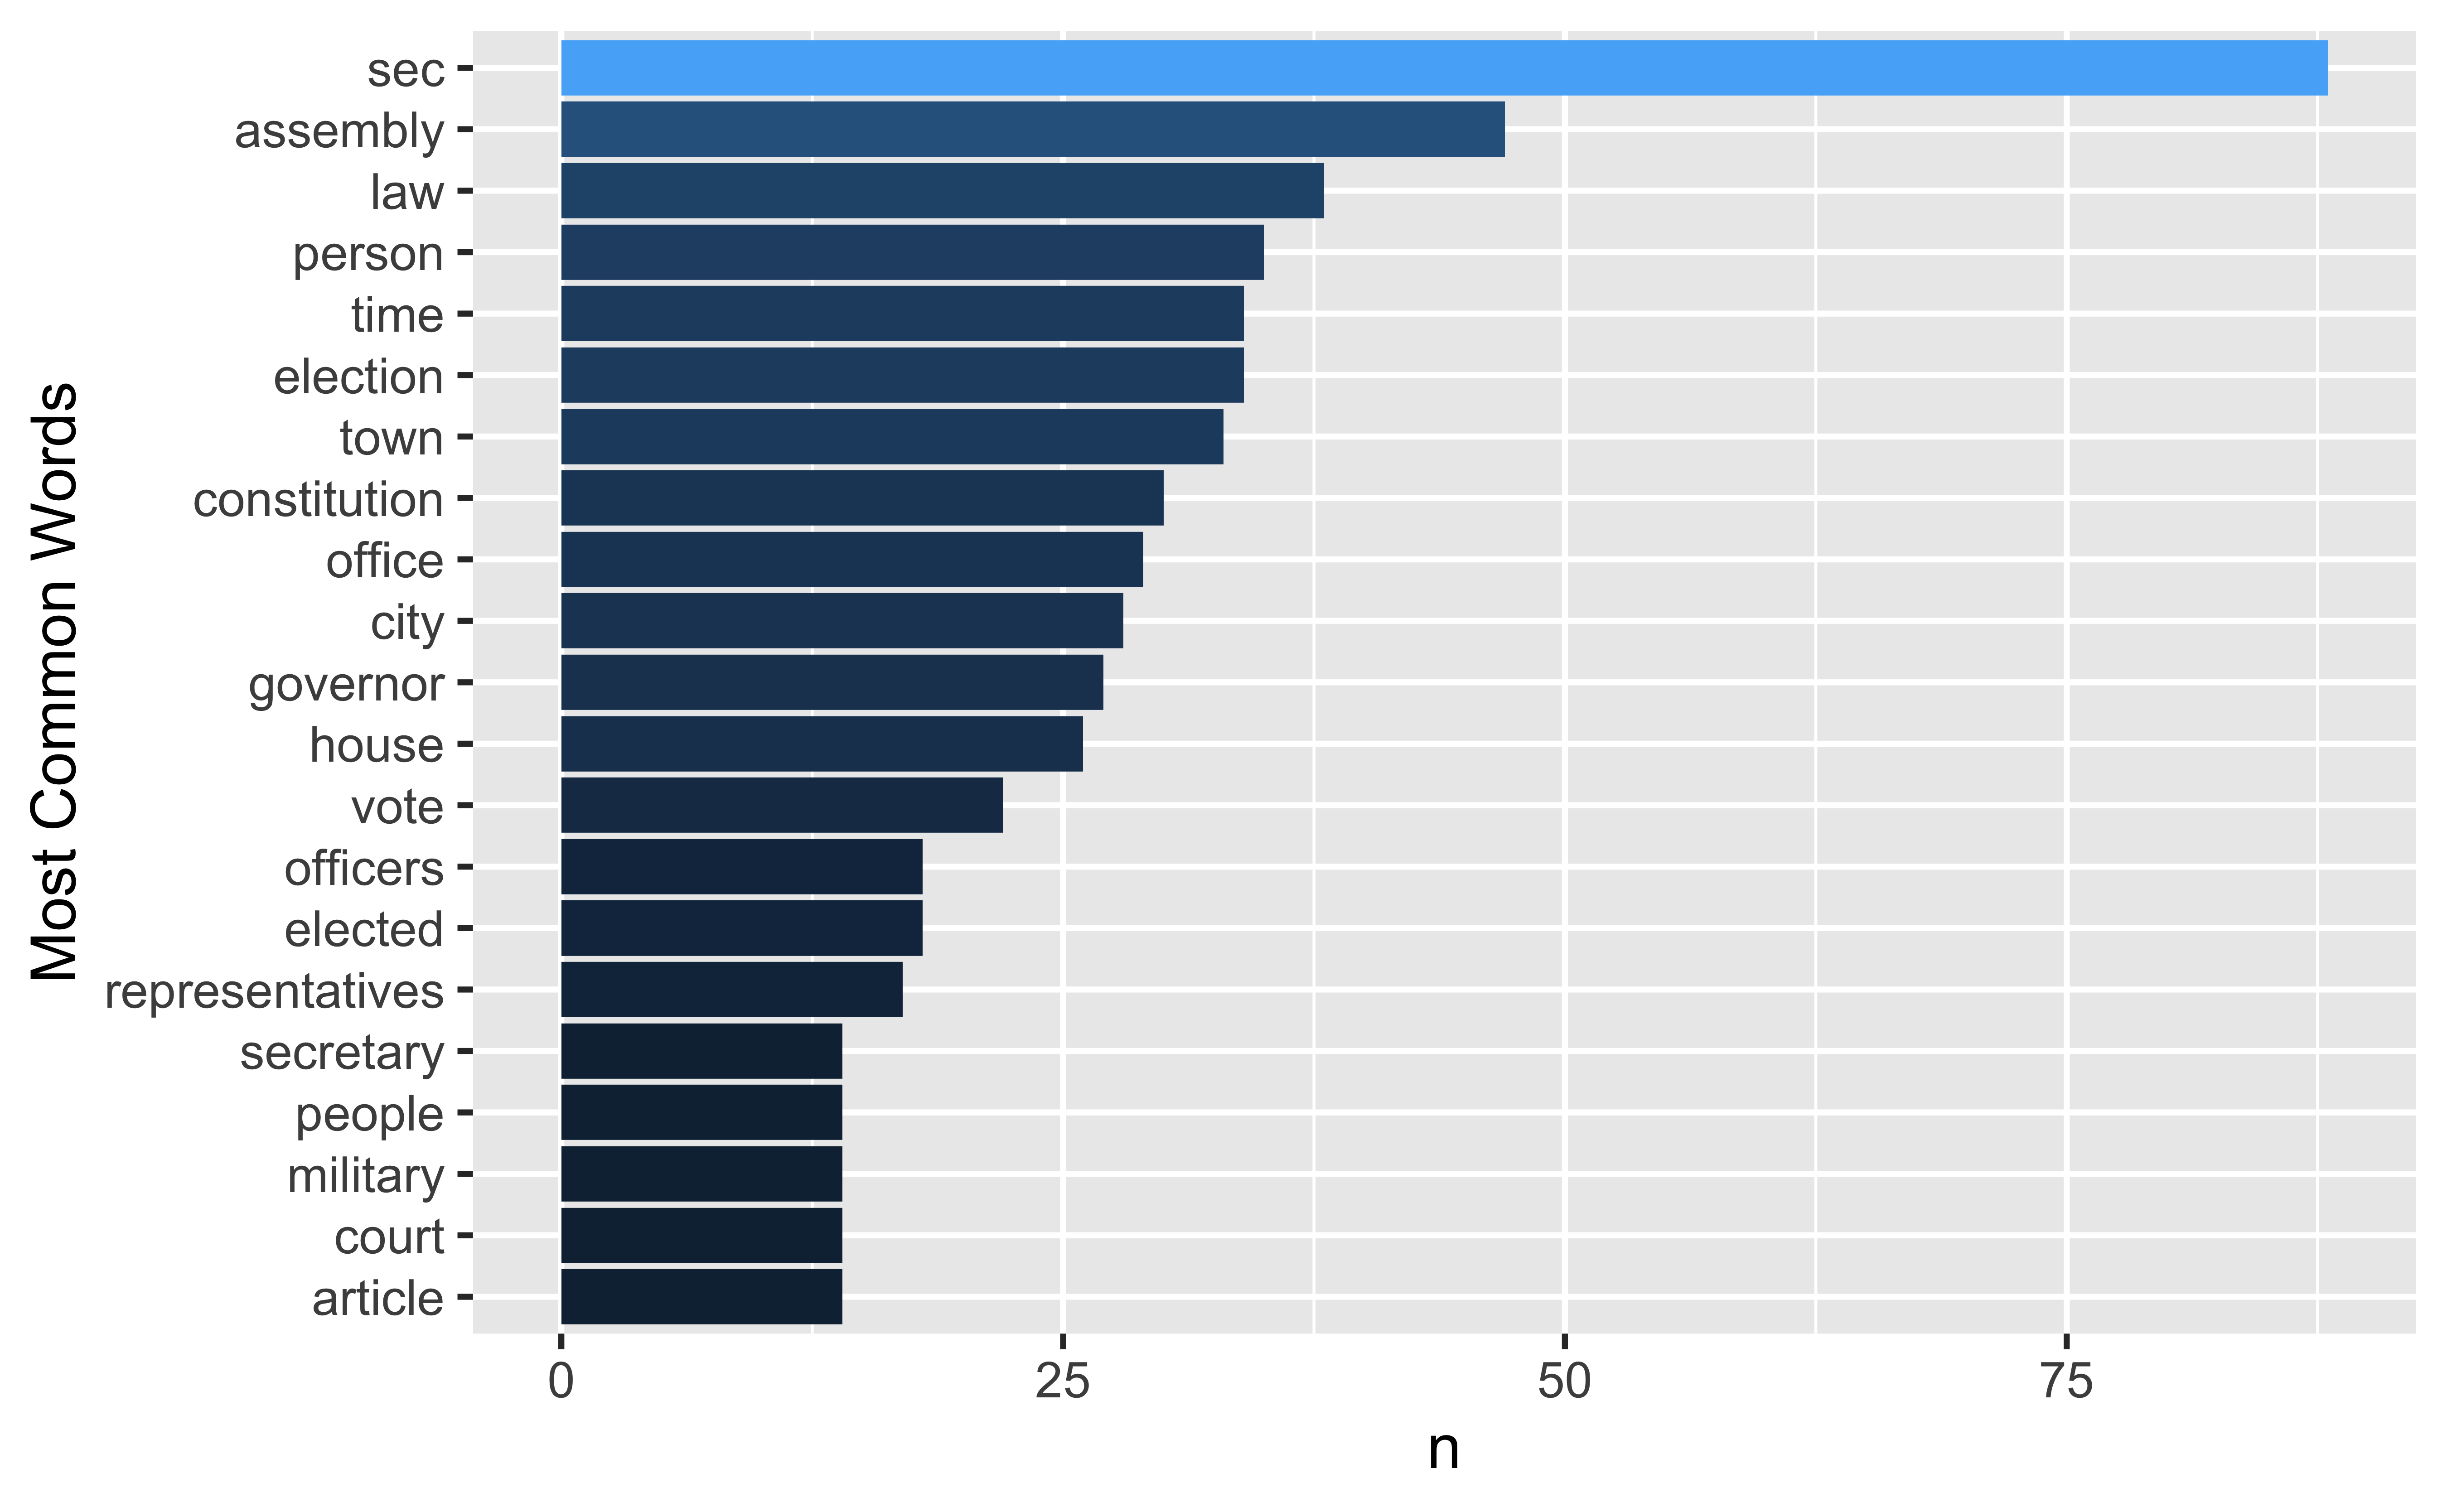 Most Common Words
sec
assembly
law
person
time
election
town
constitution
office
city
governor
house
vote
officers
elected
representatives
secretary
people
military
court
article
0 25 50 75
n